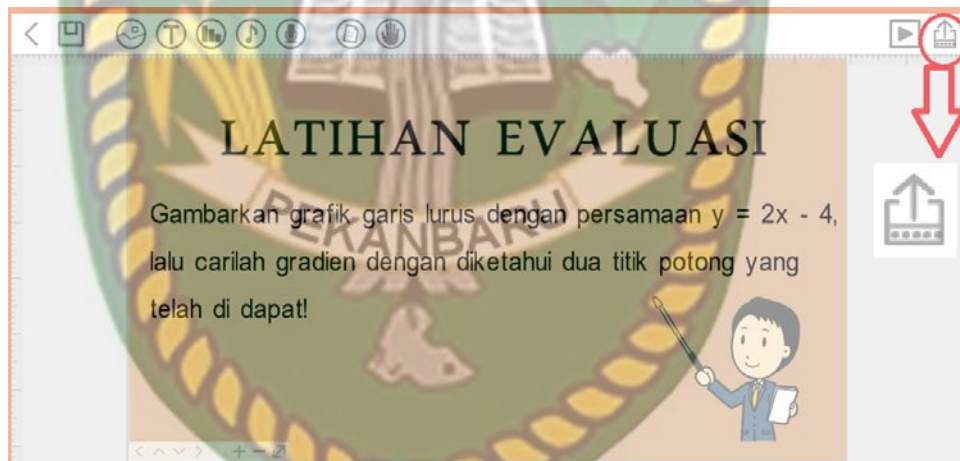 LATIHAN EVALUASI
PEKANBARU
Gambarkan grafik garis lurus dengan persamaan y = 2x - 4,
lalu carilah gradien dengan diketahui dua titik potong yang
telah di dapat!